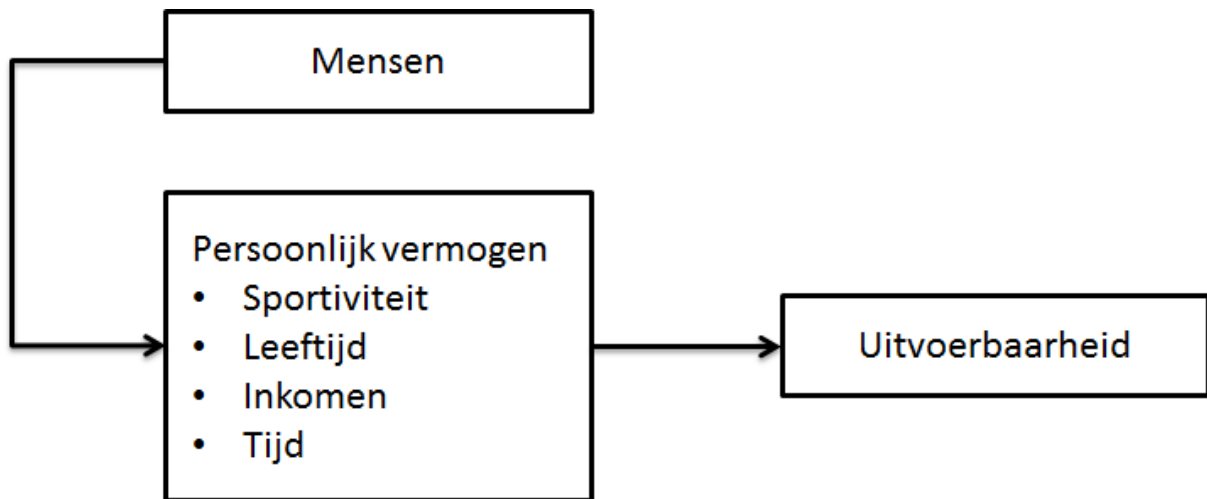 Mensen
Persoonlijk vermogen
• Sportiviteit
• Leeftijd
• Inkomen
• Tijd
Uitvoerbaarheid